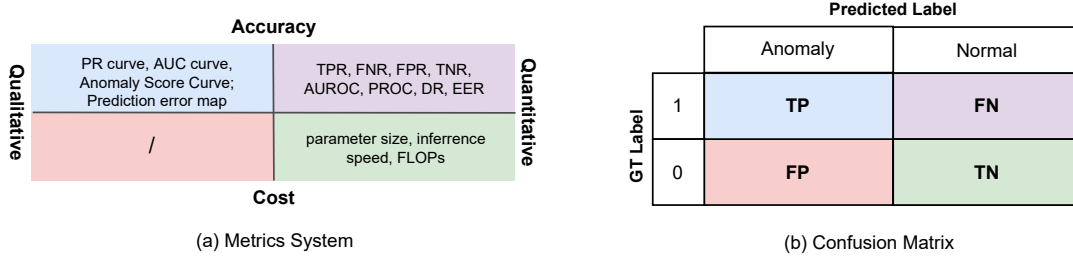 Accuracy
Qualitative
PR curve, AUC curve,
Anomaly Score Curve;
Prediction error map
TPR, FNR, FPR, TNR,
AUROC, PROC, DR, EER
Quantitative
/
parameter size, inferrence
speed, FLOPs
Cost
(a) Metrics System
Predicted Label
Anomaly
Normal
GT Label
1
TP
FN
0
FP
TN
(b) Confusion Matrix